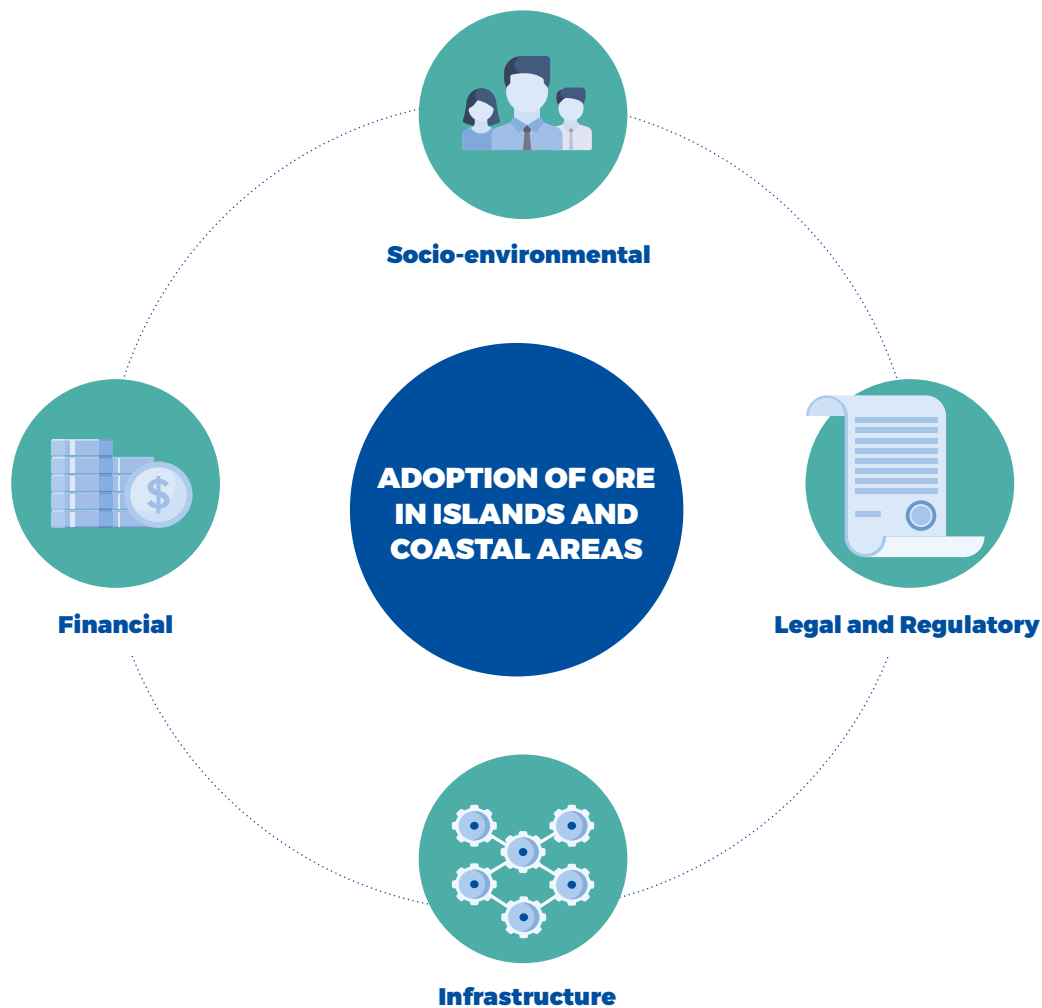 Socio-environmental
ADOPTION OF ORE
IN ISLANDS AND
COASTAL AREAS
$
Financial
Legal and Regulatory
Infrastructure